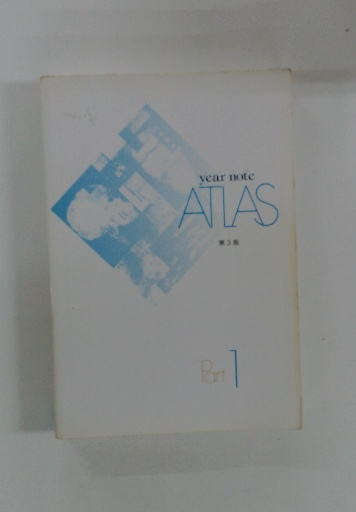 year note
ATLAS
第3版
Part 1